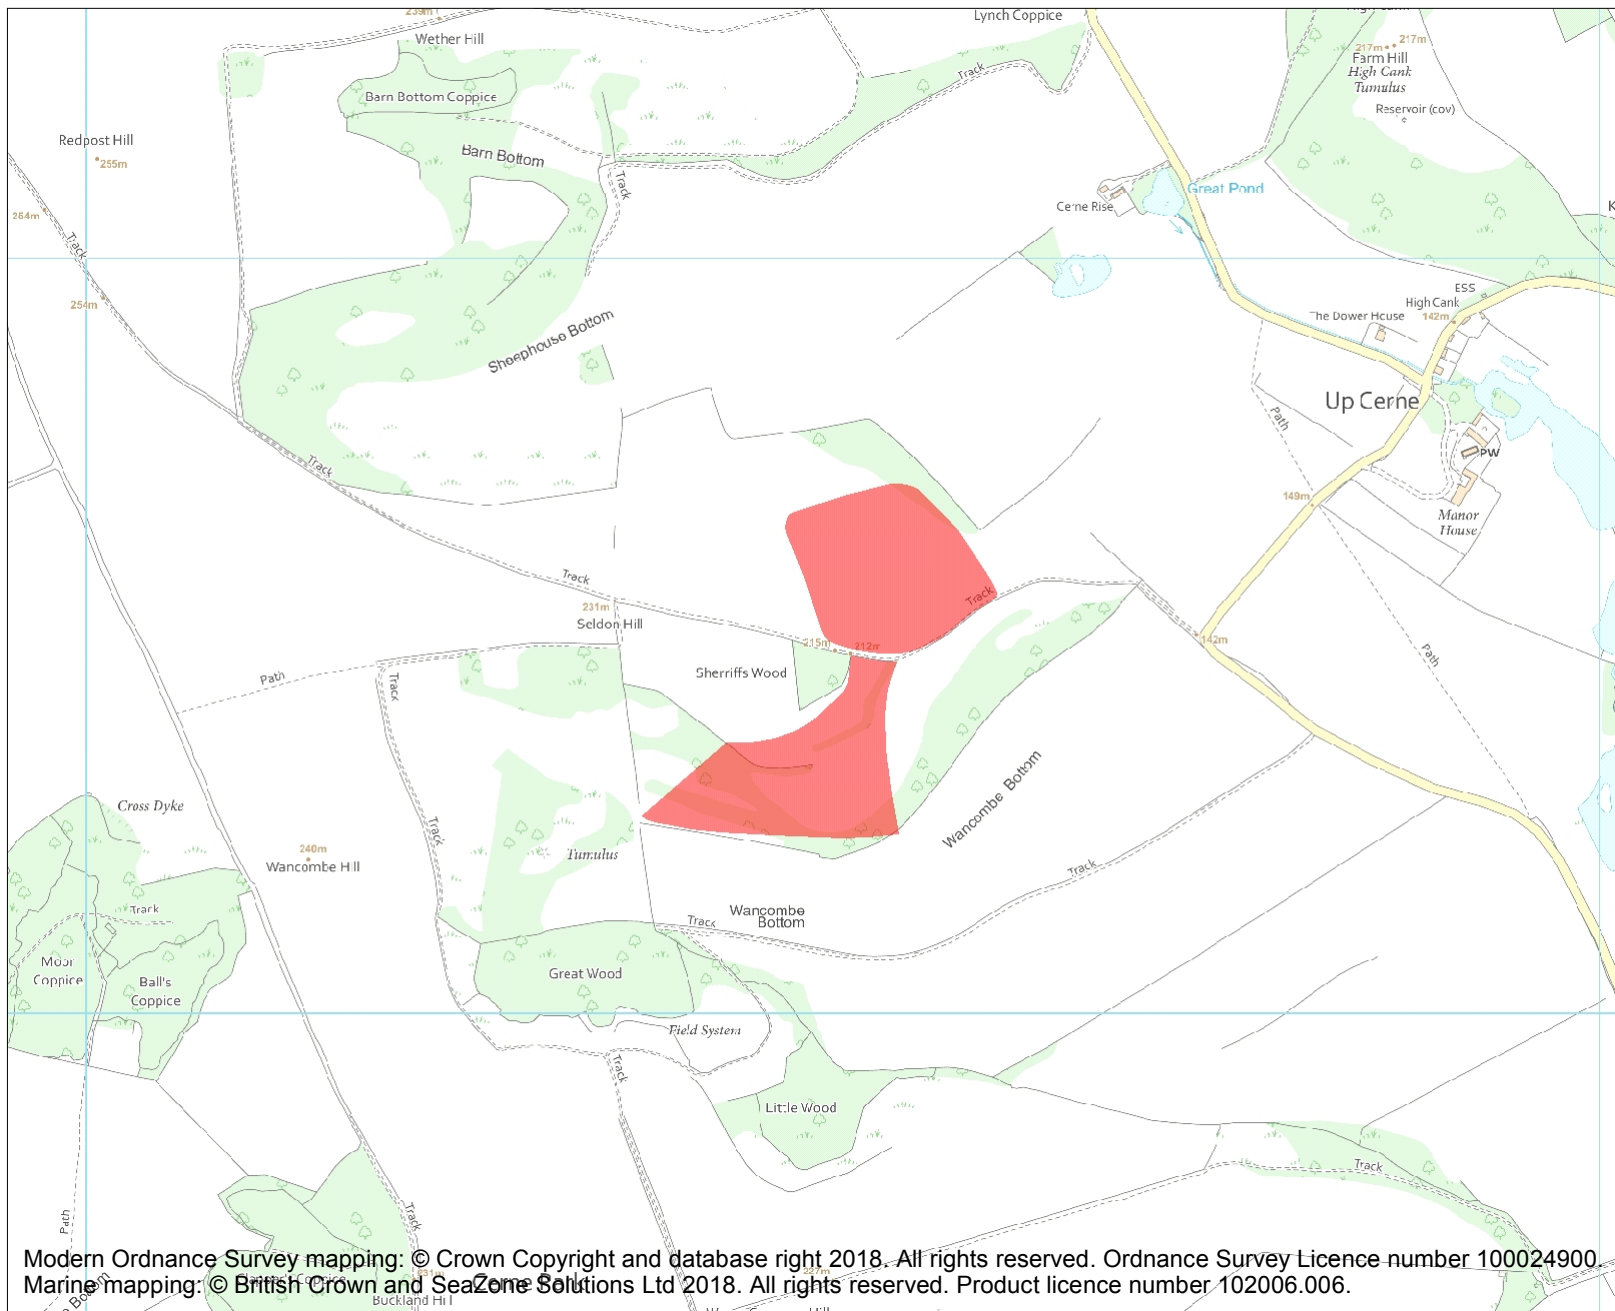 239m
Wether Hill
Lynch Coppice
217m
217m
Farm Hill
High Cank
Tumulus
Reservoir (cov)
Barn Bottom Coppice
Track
Redpost Hill
255m
Barn Bottom
Track
Great Pond
Cerne Rise
K
254m
Track
254m
ESS
High Cank
142m
The Dower House
Sheephouse Bottom
Up Cerne
Path
PW
Track
149m
Manor
House
Track
231m
Seldon Hill
Track
215m
212m
142m
Sherriffs Wood
Path
Path
Track
Wancombe Bottom
Cross Dyke
Track
240m
Wancombe Hill
Tumulus
Track
Track
Wancombe
Bottom
Track
Moor
Coppice
Ball's
Coppice
Great Wood
Field System
Track
Little Wood
Track
Path
Track
Modern Ordnance Survey mapping: © Crown Copyright and database right 2018. All rights reserved. Ordnance Survey Licence number 100024900.
Marine mapping: © British Crown and SeaZone Solutions Ltd 2018. All rights reserved. Product licence number 102006.006.
231m
227m
Buckland Hill